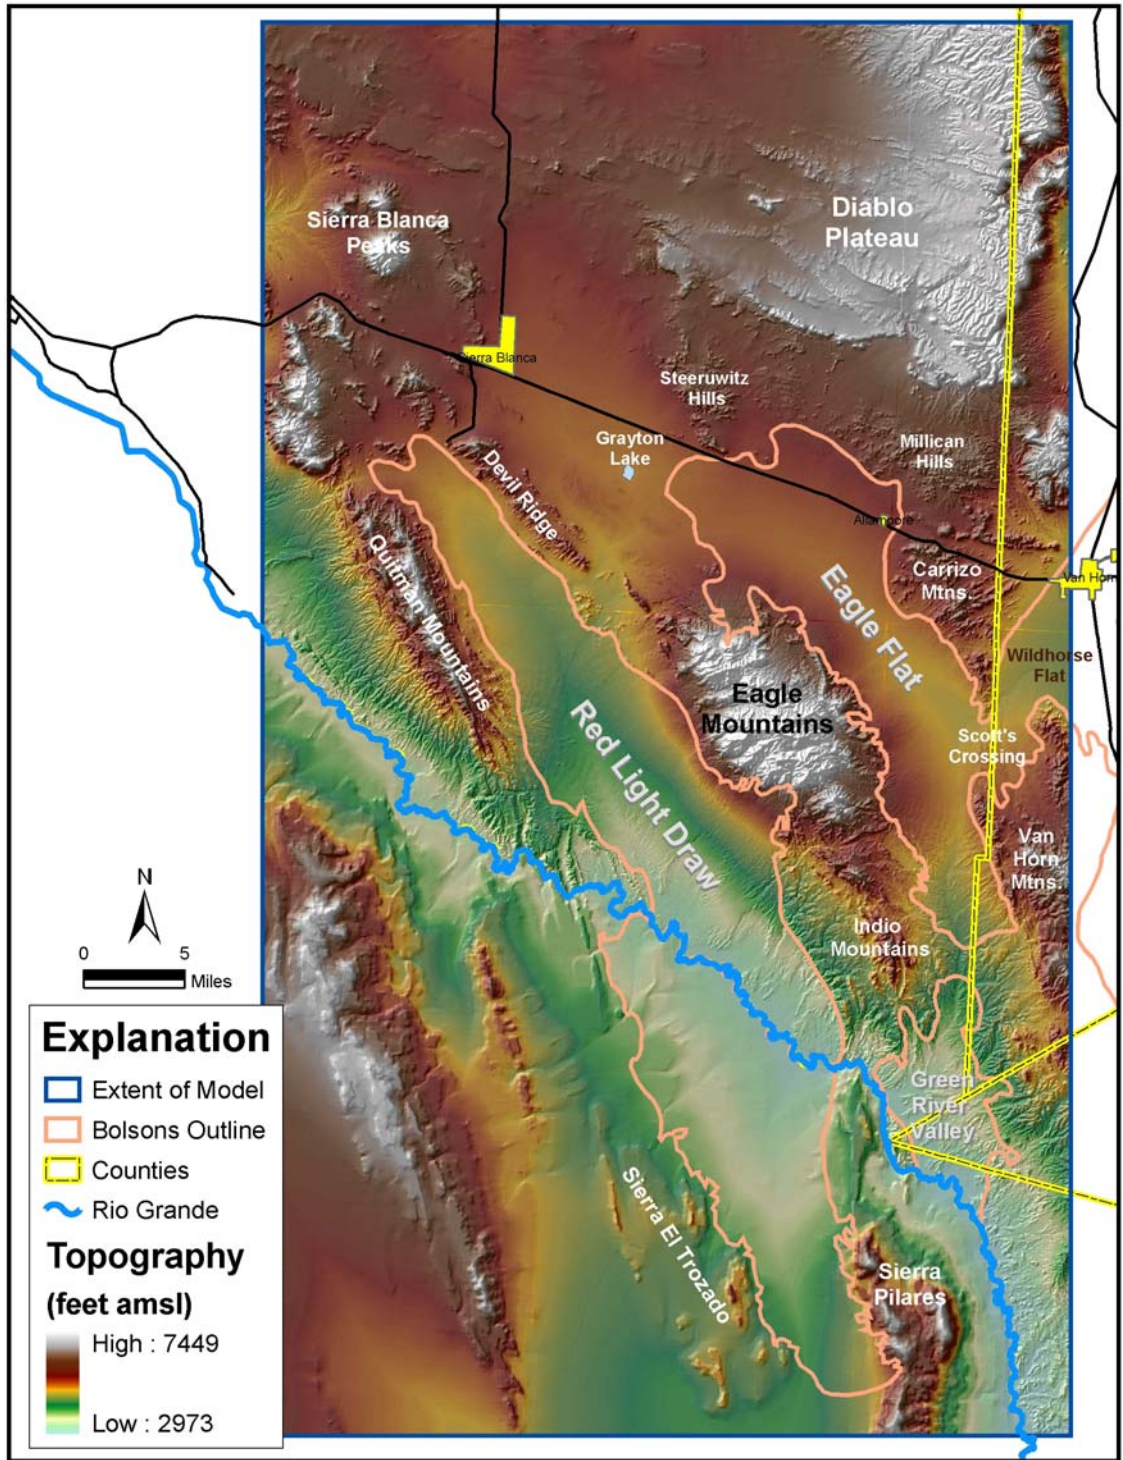 Sierra Blanca
Peaks
Diablo
Plateau
Sierra Blanca
Steeruwitz
Hills
Grayton
Lake
Millican
Hills
Devil Ridge
Allamoore
Quitman Mountains
Carrizo
Mtns.
Van Horn
Eagle Flat
Wildhorse
Flat
Eagle
Mountains
Red Light Draw
Scott's
Crossing
Van
Horn
Mtns.
Indio
Mountains
N
0 5
Miles
Green
River
Valley
Sierra El Trozado
Sierra
Pilares
Explanation
Extent of Model
Bolsons Outline
Counties
Rio Grande
Topography
(feet amsl)
High : 7449
Low : 2973